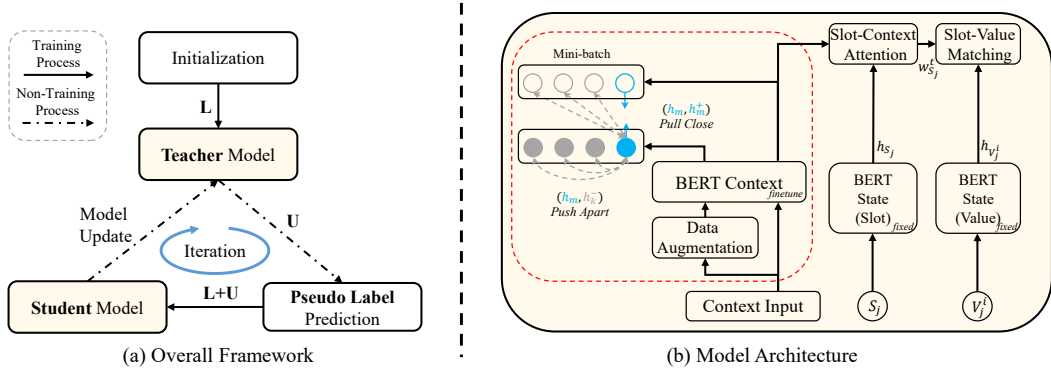 Training
Process
Non-Training
Process
Initialization
L
Teacher Model
Model
Update
U
Iteration
L+U
Student Model
Pseudo Label
Prediction
(a) Overall Framework
Mini-batch
(h_m, h_m^+)
Pull Close
(h_m, h_k^-)
Push Apart
BERT Context
finetune
Data
Augmentation
Context Input
Slot-Context
Attention
w_{S_j}^t
Slot-Value
Matching
h_{S_j}
h_{V_j^i}
BERT
State
(Slot)
fixed
BERT
State
(Value)
fixed
S_j
V_j^i
(b) Model Architecture